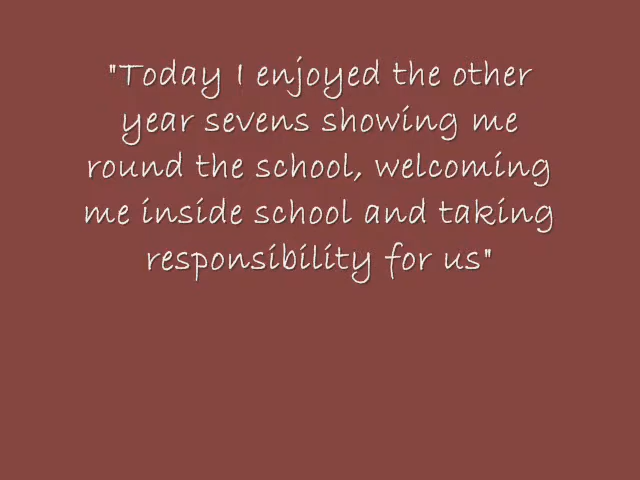 "Today I enjoyed the other
year sevens showing me
round the school, welcoming
me inside school and taking
responsibility for us"